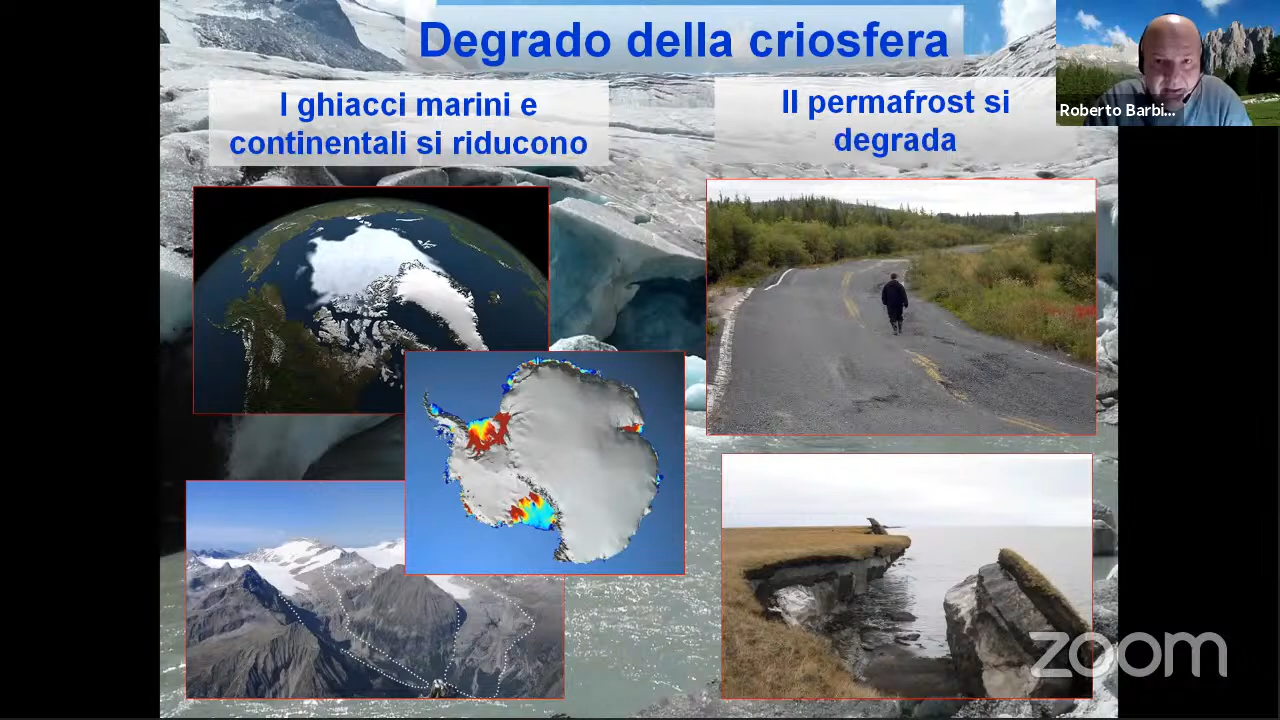 Degrado della criosfera
I ghiacci marini e
continentali si riducono
Il permafrost si
degrada
Roberto Barbi...
zoom